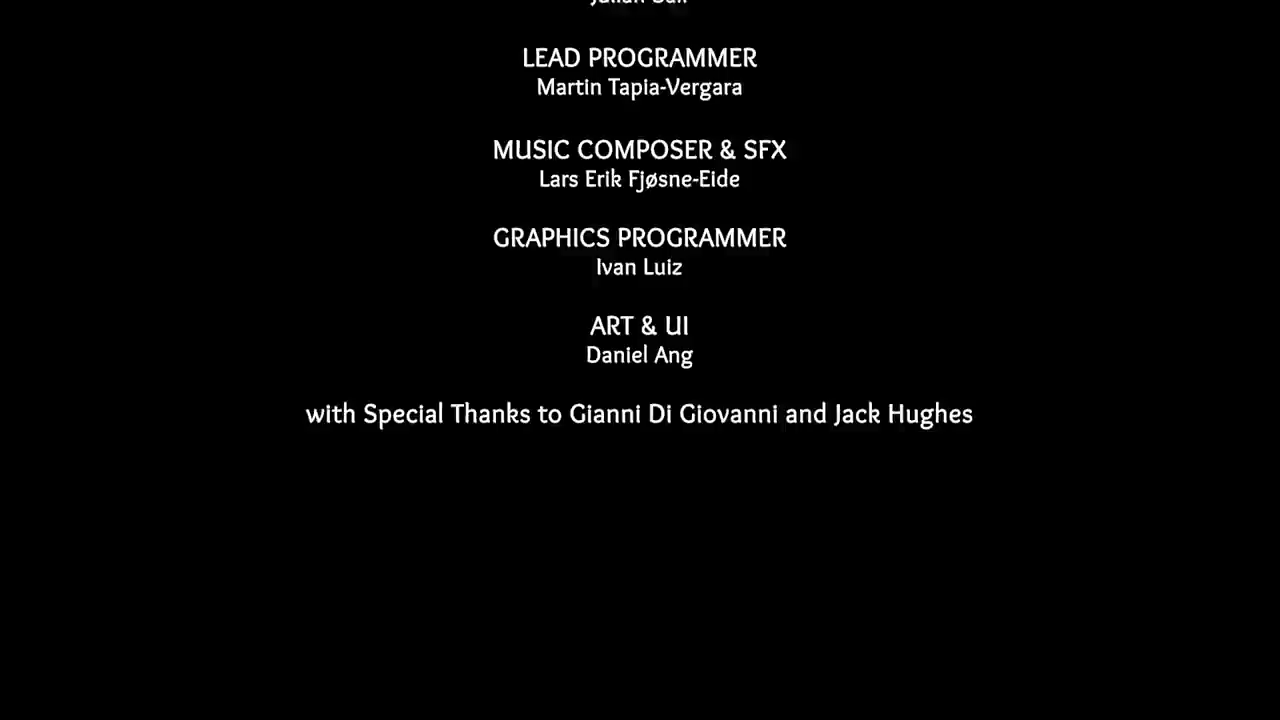 LEAD PROGRAMMER
Martin Tapia-Vergara
MUSIC COMPOSER & SFX
Lars Erik Fjøsne-Eide
GRAPHICS PROGRAMMER
Ivan Luiz
ART & UI
Daniel Ang
with Special Thanks to Gianni Di Giovanni and Jack Hughes